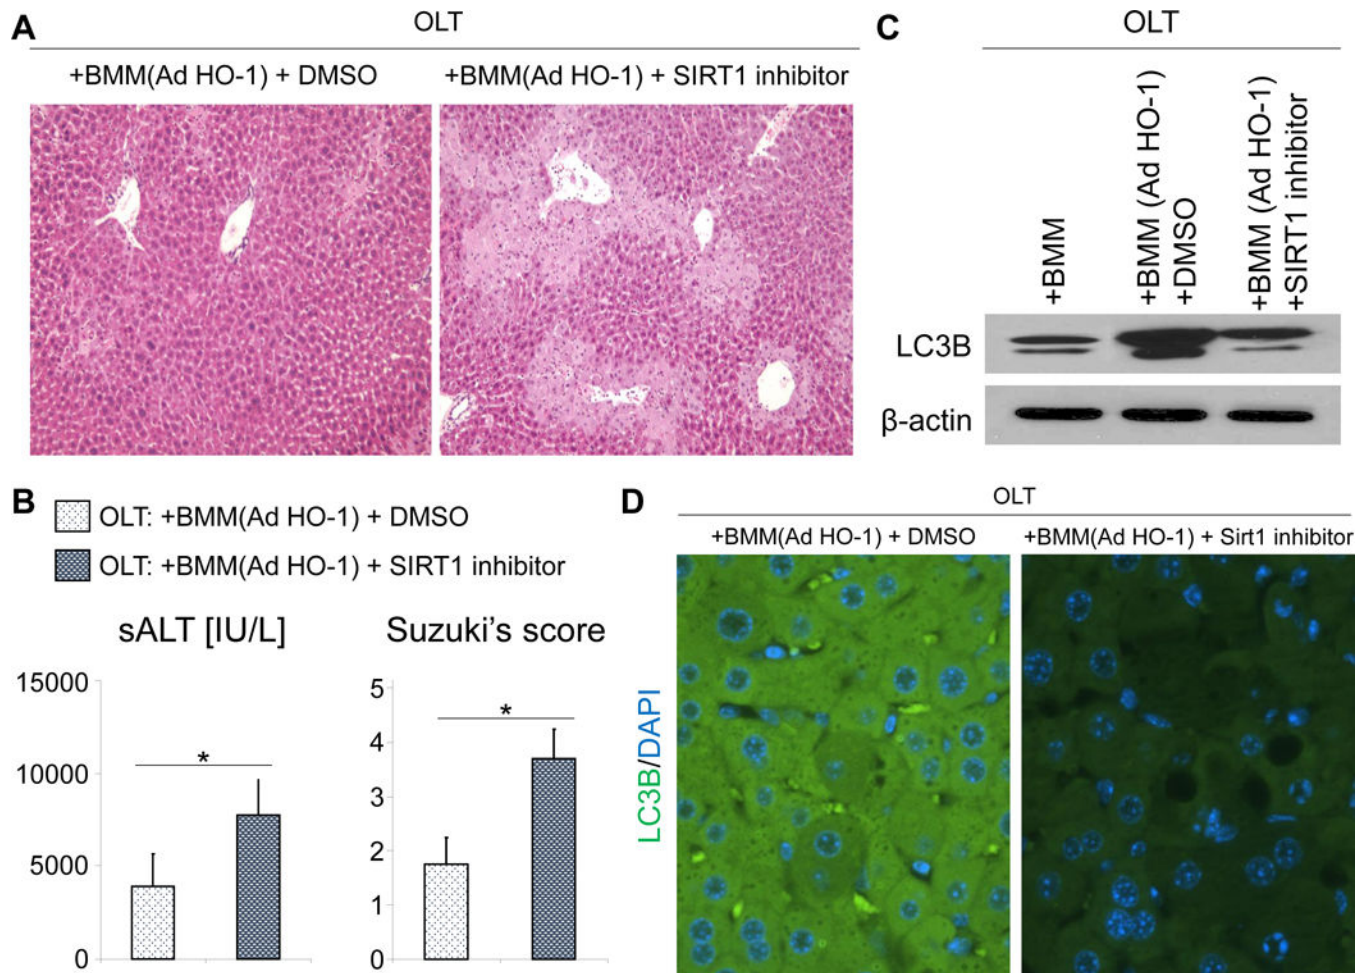 A
OLT
+BMM(Ad HO-1) + DMSO
+BMM(Ad HO-1) + SIRT1 inhibitor
B
OLT: +BMM(Ad HO-1) + DMSO
OLT: +BMM(Ad HO-1) + SIRT1 inhibitor
sALT [IU/L]
15000
10000
5000
0
*
Suzuki's score
5
4
3
2
1
0
*
C
OLT
+BMM
+BMM (Ad HO-1)
+DMSO
+BMM (Ad HO-1)
+SIRT1 inhibitor
LC3B
β-actin
D
OLT
+BMM(Ad HO-1) + DMSO
+BMM(Ad HO-1) + Sirt1 inhibitor
LC3B/DAPI